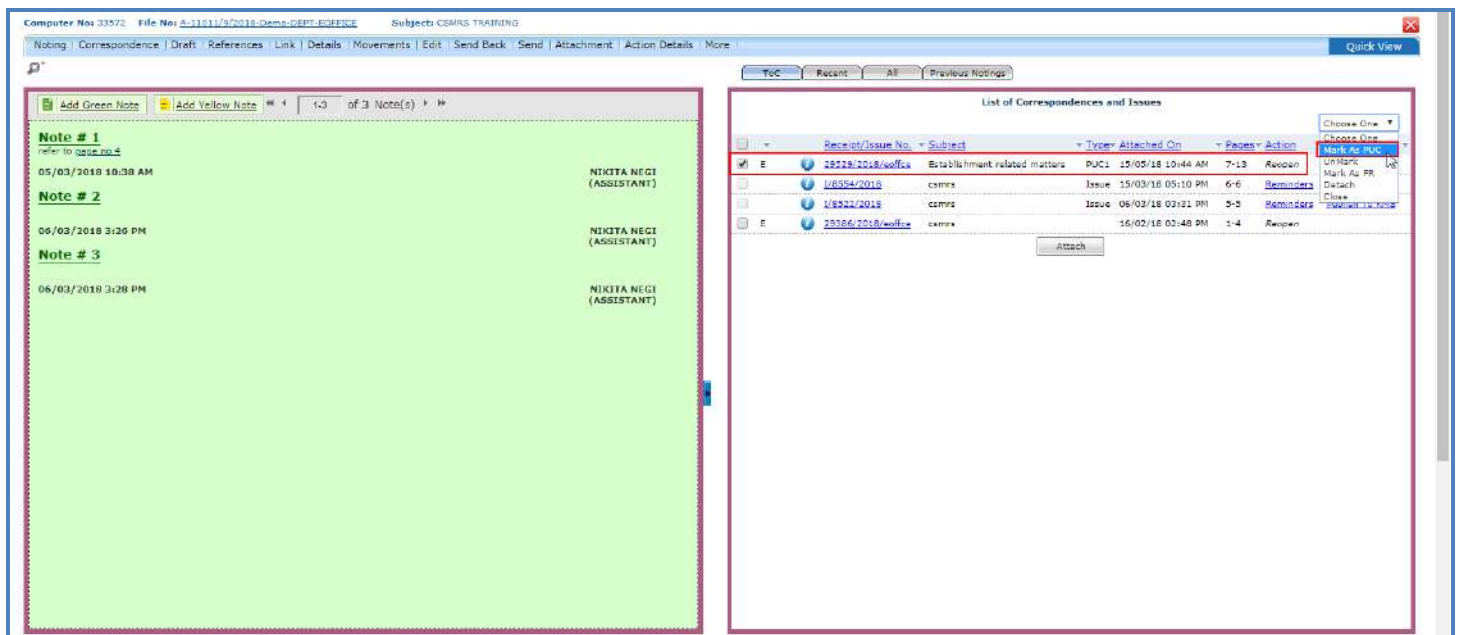 Computer No: 33572 File No: A-11011/9/2018-Demo-DEPT-EOFFICE Subject: CSMRS TRAINING
Noting | Correspondence | Draft | References | Link | Details | Movements | Edit | Send Back | Send | Attachment | Action Details | More
Quick View
ToC Recent All Previous Notings
Add Green Note Add Yellow Note 1-3 of 3 Note(s)
Note # 1
refer to page no 4
05/03/2018 10:38 AM NIKITA NEGI
(ASSISTANT)
Note # 2
06/03/2018 3:26 PM NIKITA NEGI
(ASSISTANT)
Note # 3
06/03/2018 3:28 PM NIKITA NEGI
(ASSISTANT)
List of Correspondences and Issues
Choose One
Choose One
Mark As PUC
UnMark
Mark As FR
Detach
Close
Receipt/Issue No. Subject Type Attached On Pages Action
E 29529/2018/eoffce Establishment related matters PUC1 15/05/18 10:44 AM 7-13 Reopen
I/8554/2018 csmrs Issue 15/03/18 05:10 PM 6-6 Reminders
I/8522/2018 csmrs Issue 06/03/18 03:31 PM 5-5 Reminders
E 29386/2018/eoffce csmrs 16/02/18 02:48 PM 1-4 Reopen
Attach